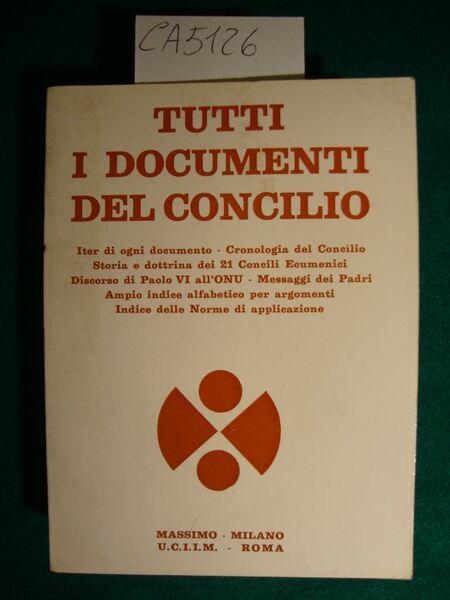 CA5126
TUTTI
I DOCUMENTI
DEL CONCILIO
Iter di ogni documento - Cronologia del Concilio
Storia e dottrina dei 21 Concili Ecumenici
Discorso di Paolo VI all'ONU - Messaggi dei Padri
Ampio indice alfabetico per argomenti
Indice delle Norme di applicazione
MASSIMO - MILANO
U.C.I.I.M. - ROMA